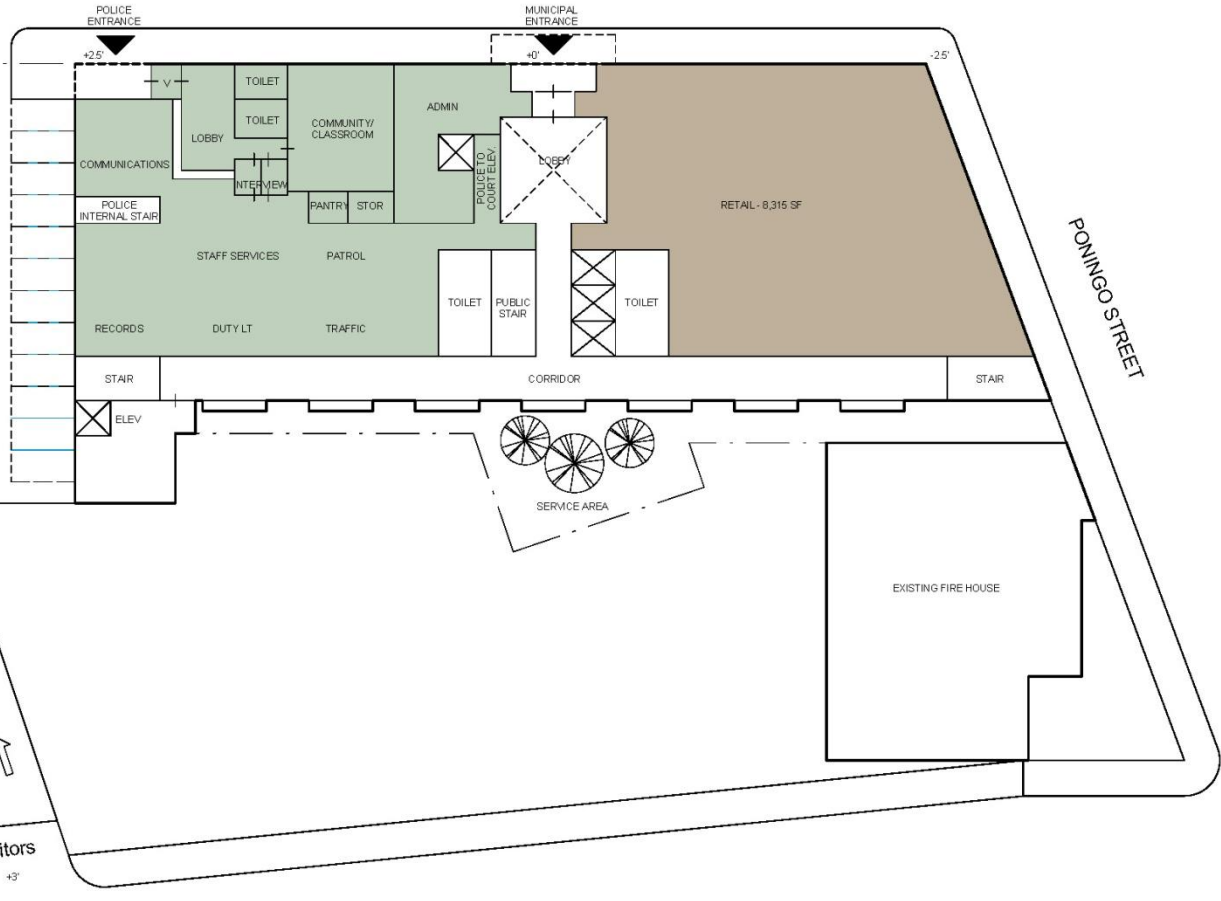 POLICE
ENTRANCE
MUNICIPAL
ENTRANCE
+2.5'
+0'
-2.5'
V
TOILET
TOILET
LOBBY
COMMUNITY/
CLASSROOM
ADMIN
COMMUNICATIONS
INTERVIEW
POLICE TO
COURT ELEV.
LOBBY
RETAIL - 8,315 SF
POLICE
INTERNAL STAIR
PANTRY
STOR
STAFF SERVICES
PATROL
TOILET
PUBLIC
STAIR
TOILET
RECORDS
DUTY LT
TRAFFIC
STAIR
CORRIDOR
STAIR
ELEV
SERVICE AREA
EXISTING FIRE HOUSE
PONINGO STREET
itors
+3'